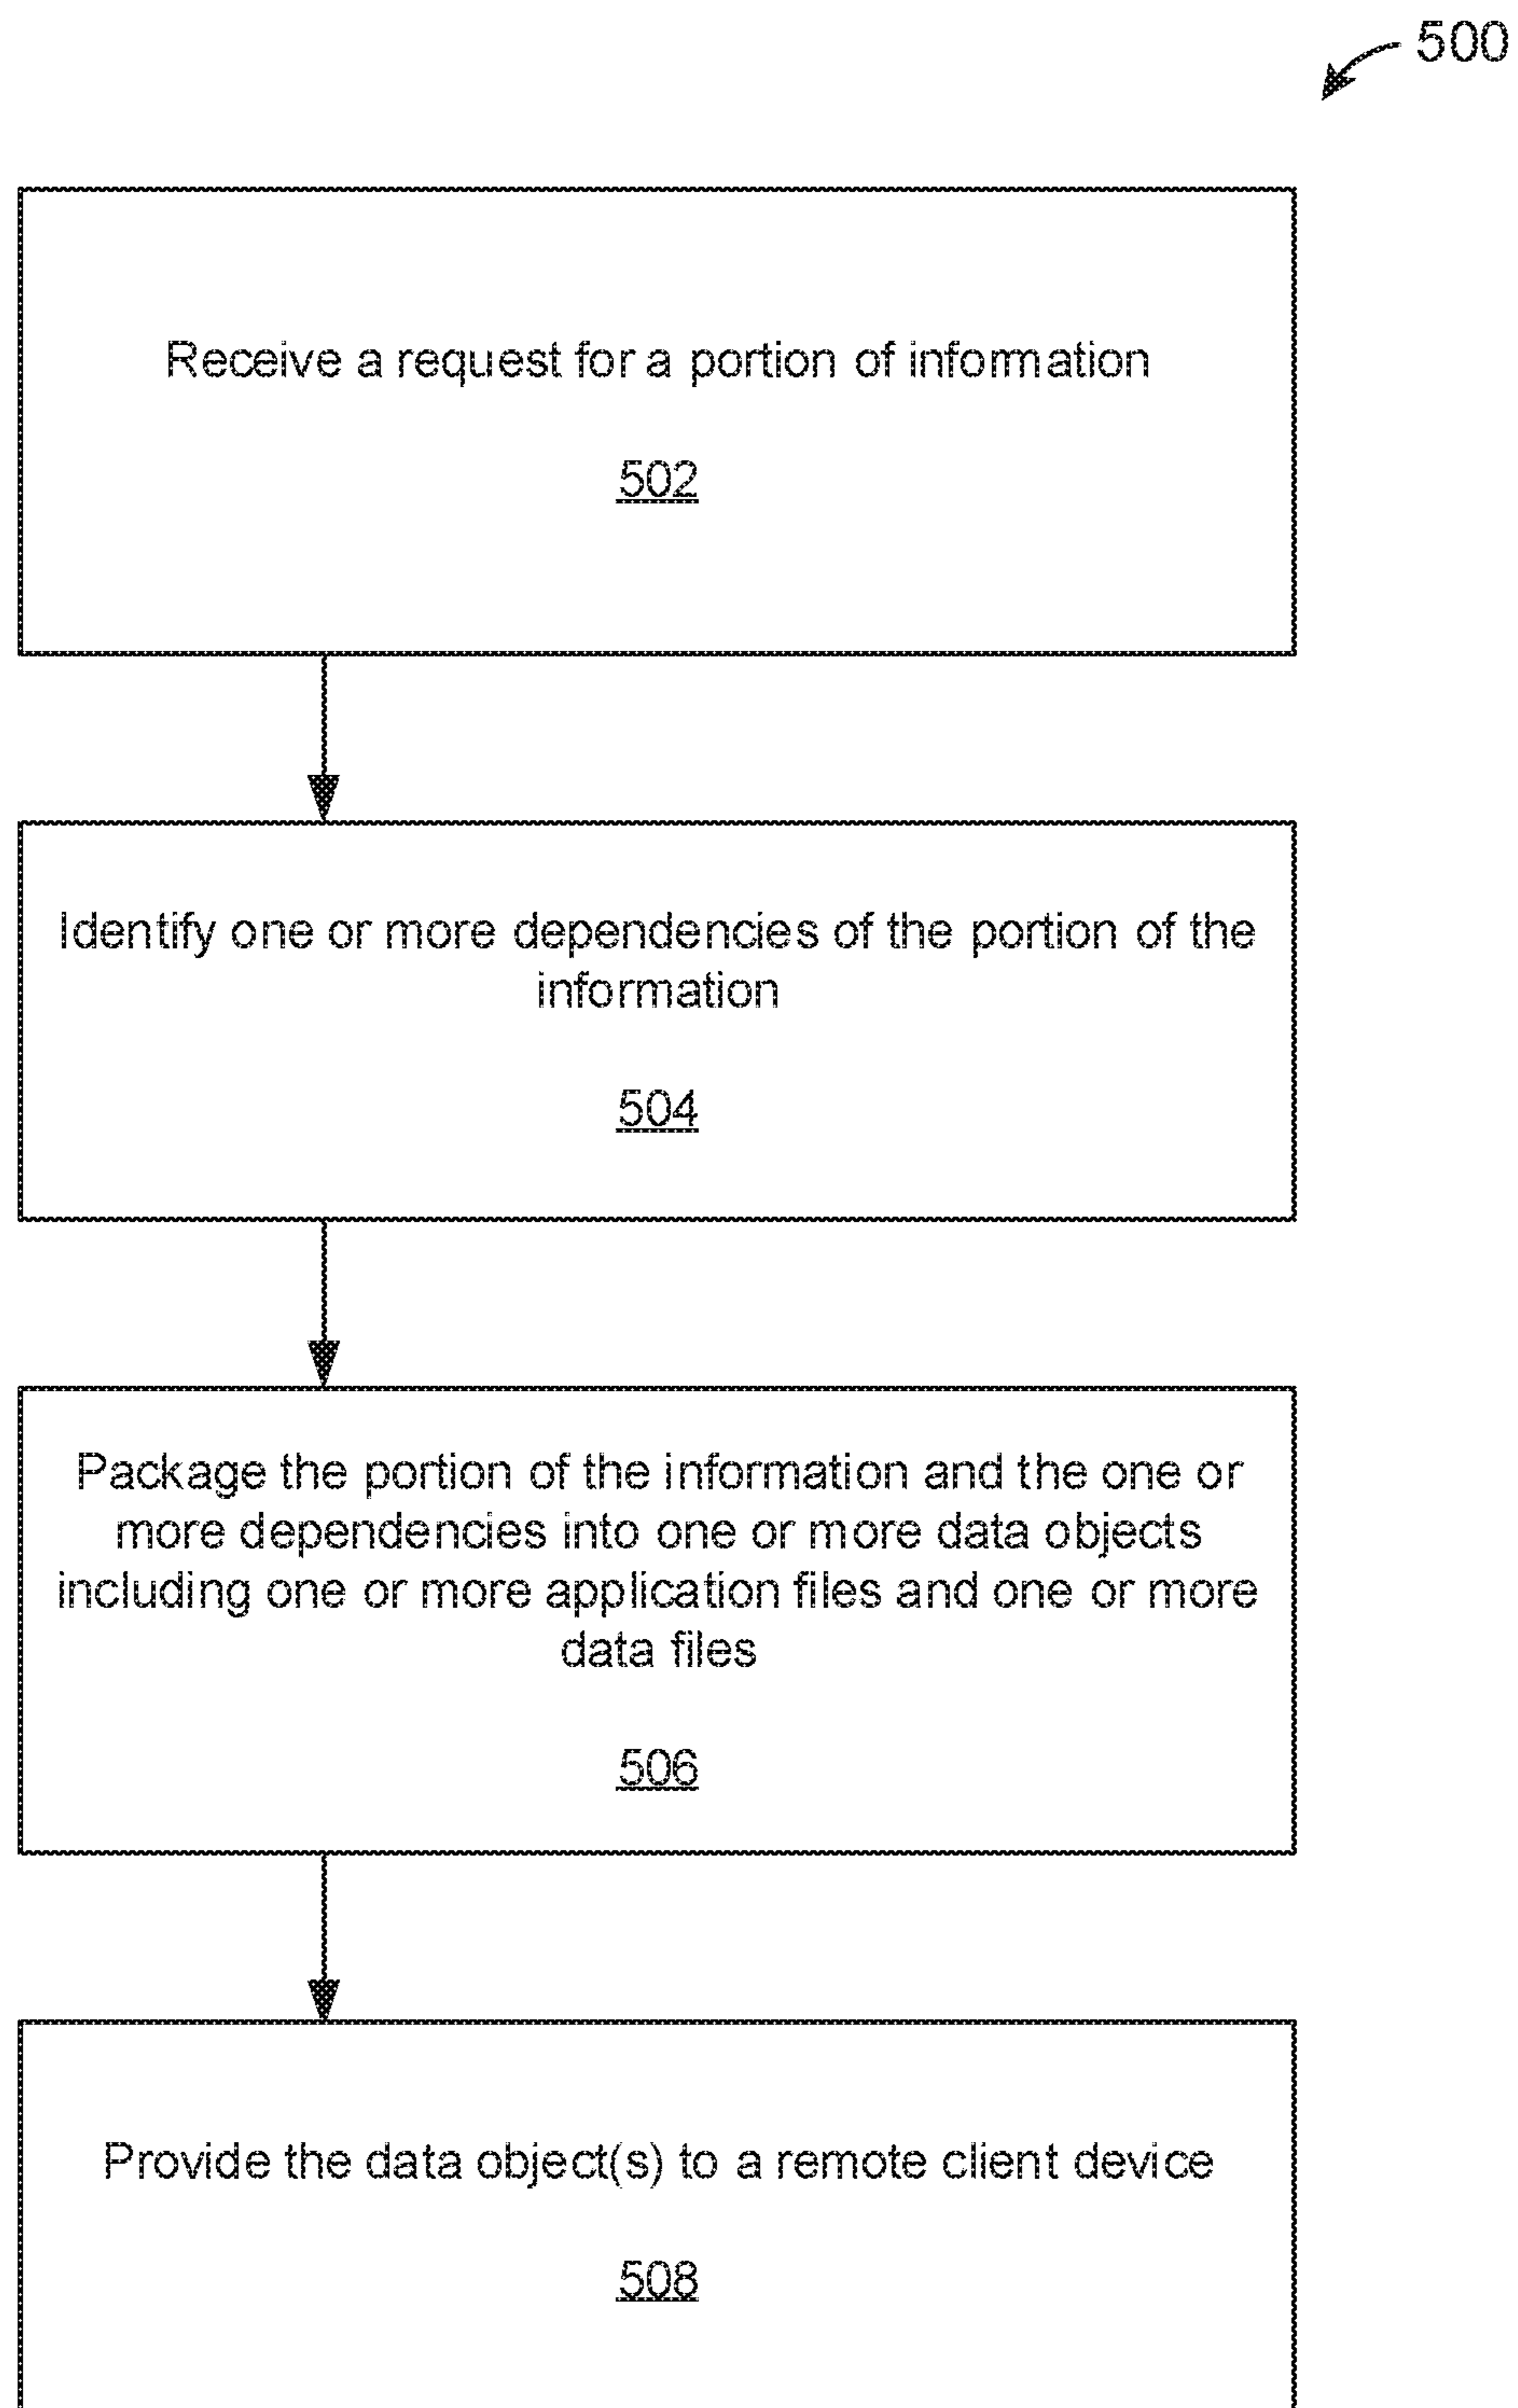 500
Receive a request for a portion of information
502
Identify one or more dependencies of the portion of the
information
504
Package the portion of the information and the one or
more dependencies into one or more data objects
including one or more application files and one or more
data files
506
Provide the data object(s) to a remote client device
508